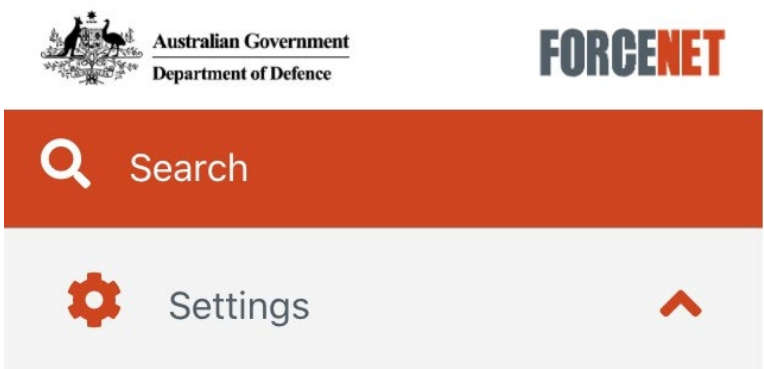 Australian Government
Department of Defence
FORCENET
Search
Settings